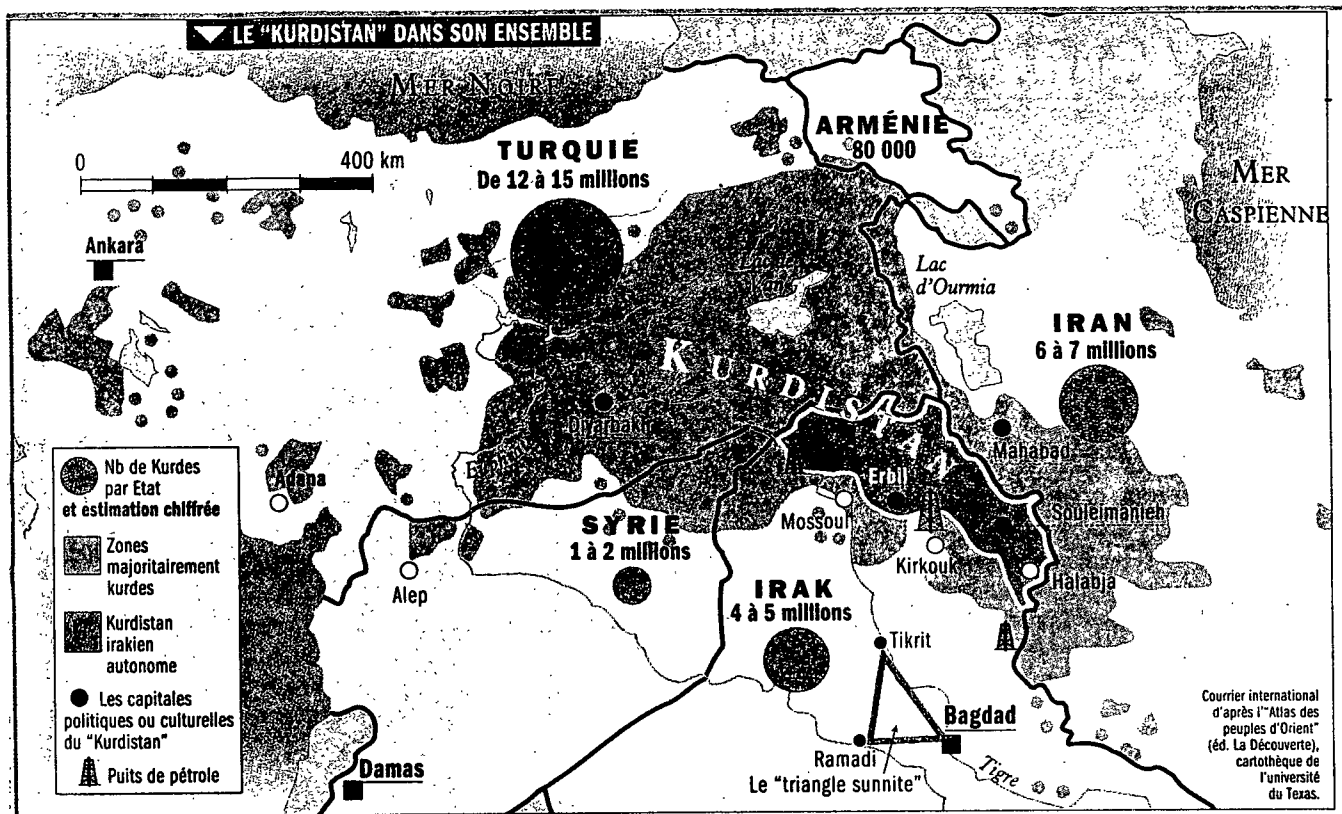 LE "KURDISTAN" DANS SON ENSEMBLE
MER NOIRE
0
400 km
TURQUIE
De 12 à 15 millions
ARMÉNIE
80 000
MER
CASPIENNE
Ankara
Lac
d'Ourmia
IRAN
6 à 7 millions
KURDISTAN
Diyarbakir
Mahabad
Adana
Erbil
Souleimanieh
Mossoul
SYRIE
1 à 2 millions
Kirkouk
Halabja
Alep
IRAK
4 à 5 millions
Tikrit
Bagdad
Ramadi
Le "triangle sunnite"
Tigre
Damas
Nb de Kurdes
par Etat
et estimation chiffrée
Zones
majoritairement
kurdes
Kurdistan
irakien
autonome
Les capitales
politiques ou culturelles
du "Kurdistan"
Puits de pétrole
Courrier international
d'après l'"Atlas des
peuples d'Orient"
(éd. La Découverte),
cartothèque de
l'université
du Texas.